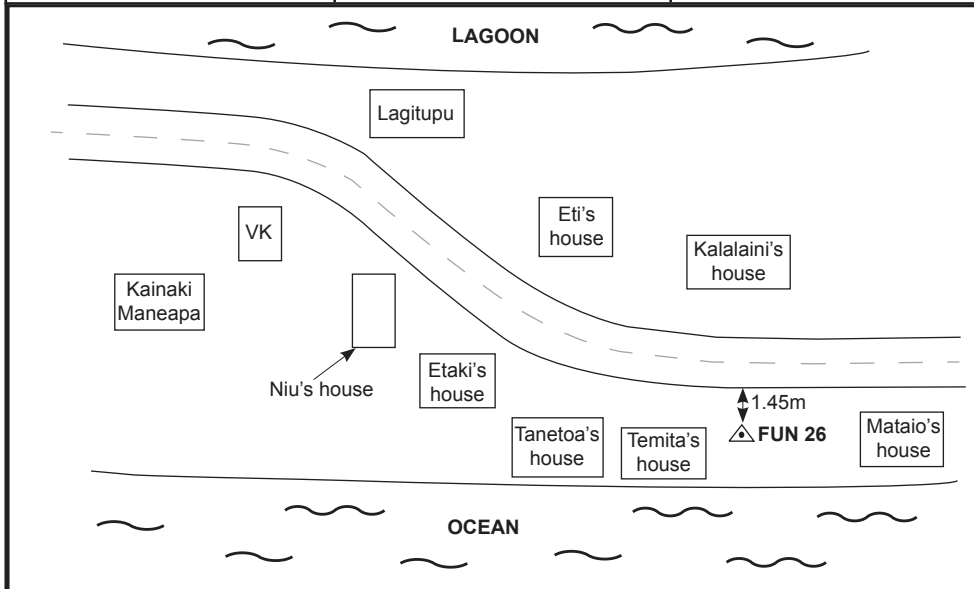 LAGOON
Lagitupu
Eti's
house
VK
Kalalaini's
house
Kainaki
Maneapa
Niu's house
Etaki's
house
1.45m
FUN 26
Tanetoa's
house
Temita's
house
Mataio's
house
OCEAN